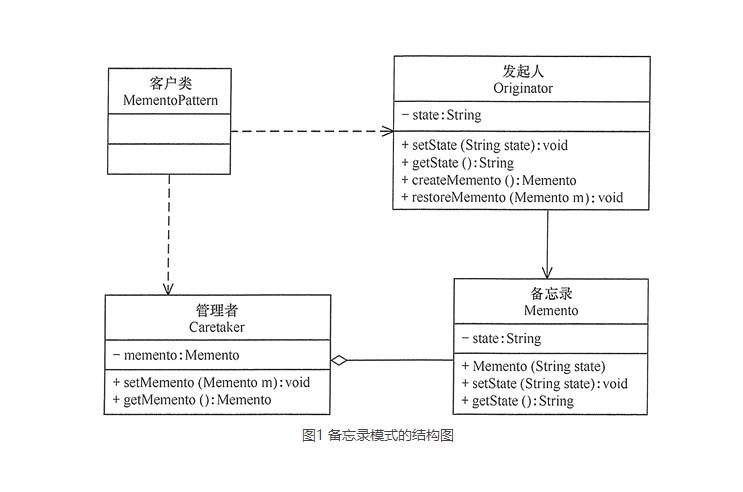 客户类
MementoPattern
发起人
Originator
− state:String
+ setState (String state):void
+ getState ():String
+ createMemento ():Memento
+ restoreMemento (Memento m):void
管理者
Caretaker
− memento:Memento
+ setMemento (Memento m):void
+ getMemento ():Memento
备忘录
Memento
− state:String
+ Memento (String state)
+ setState (String state):void
+ getState ():String
图1 备忘录模式的结构图